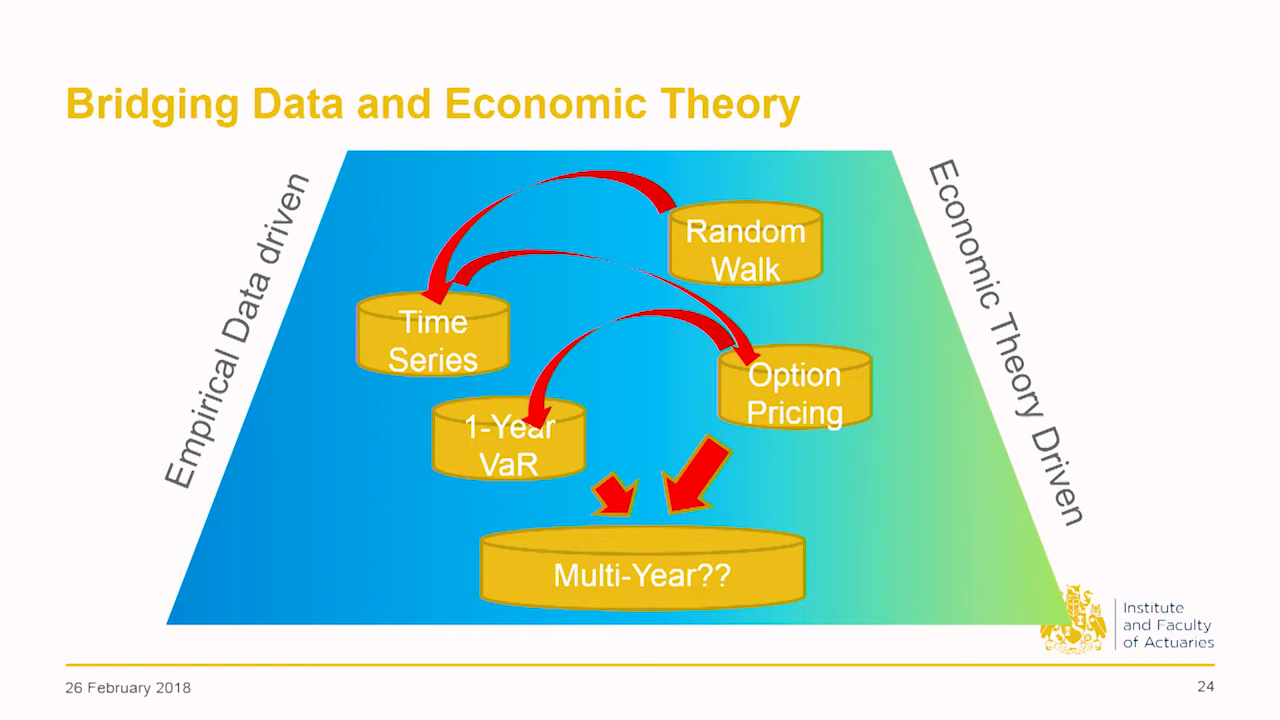 Bridging Data and Economic Theory
Empirical Data driven
Economic Theory Driven
Random
Walk
Time
Series
Option
Pricing
1-Year
VaR
Multi-Year??
Institute
and Faculty
of Actuaries
26 February 2018
24